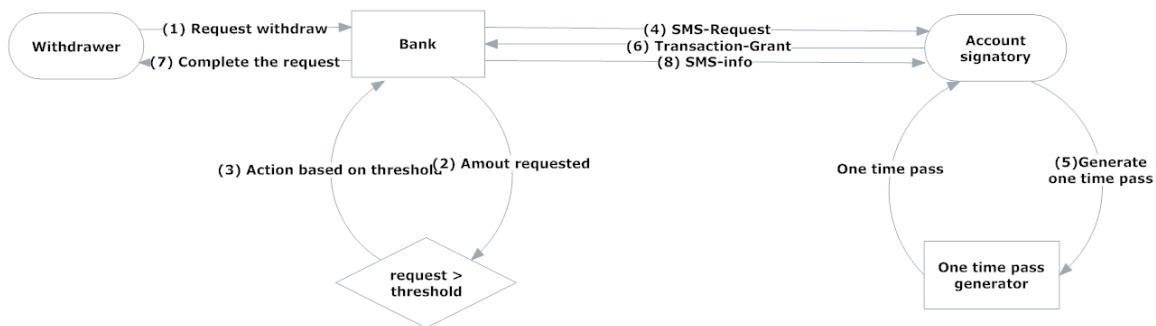 Withdrawer
(1) Request withdraw
(7) Complete the request
Bank
(4) SMS-Request
(6) Transaction-Grant
(8) SMS-info
Account
signatory
(3) Action based on threshold
(2) Amout requested
One time pass
(5)Generate
one time pass
request >
threshold
One time pass
generator